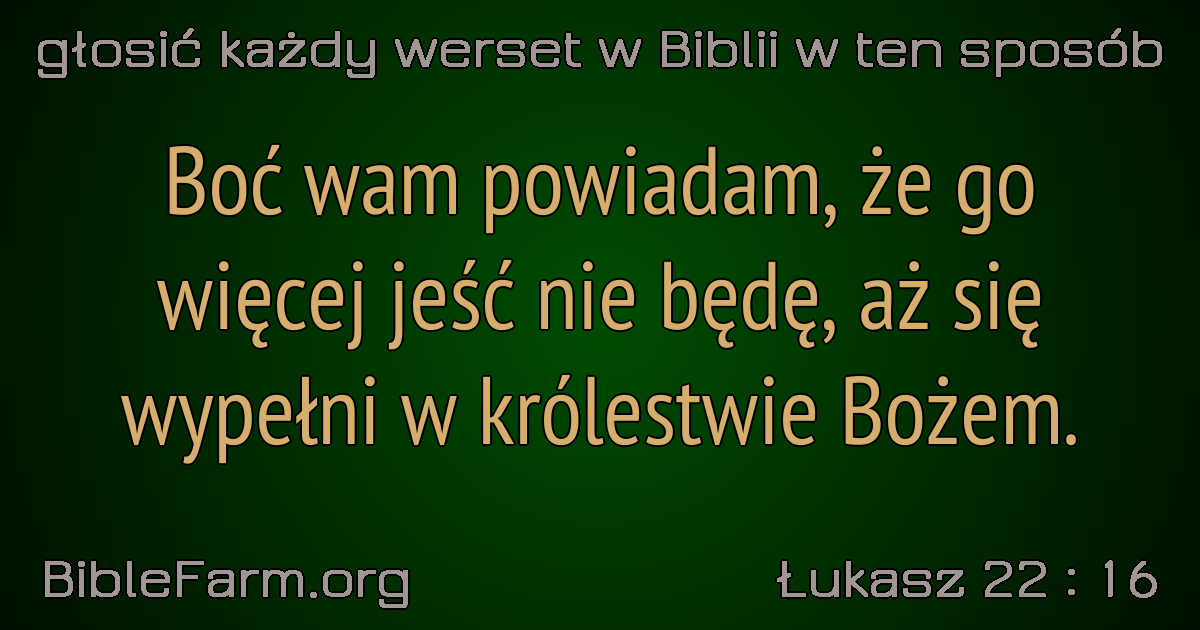 głosić każdy werset w Biblii w ten sposób
Boć wam powiadam, że go
więcej jeść nie będę, aż się
wypełni w królestwie Bożem.
BibleFarm.org
Łukasz 22 : 16